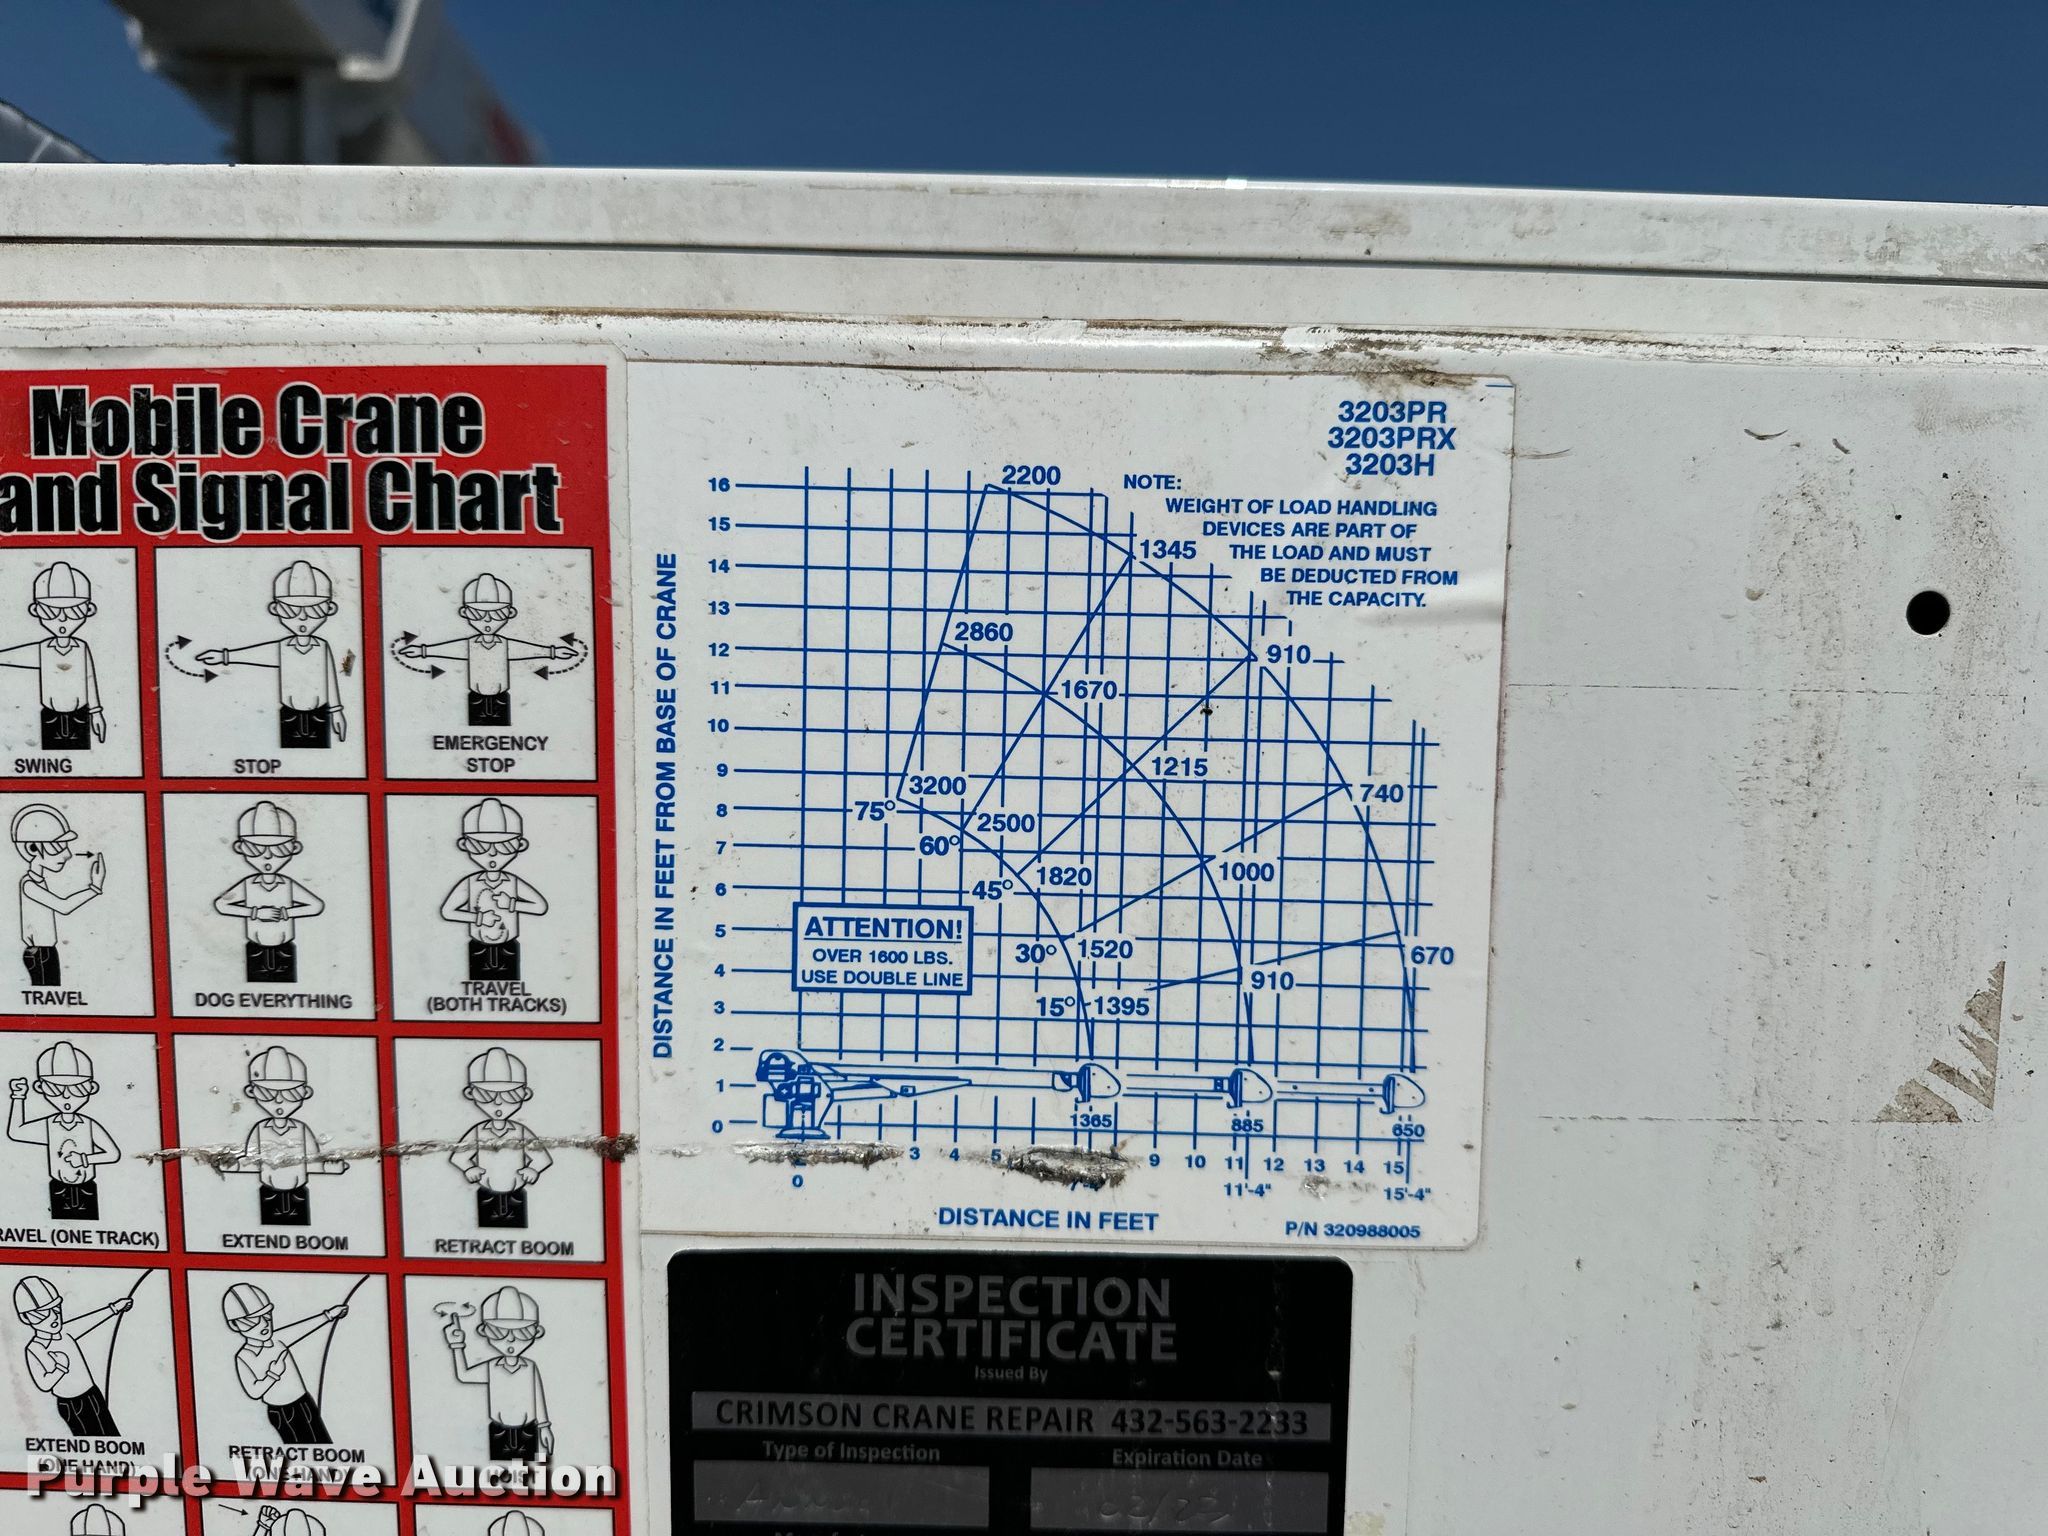 Mobile Crane
and Signal Chart
SWING
STOP
EMERGENCY
STOP
TRAVEL
DOG EVERYTHING
TRAVEL
(BOTH TRACKS)
RAVEL (ONE TRACK)
EXTEND BOOM
RETRACT BOOM
EXTEND BOOM
(ONE HAND)
RETRACT BOOM
(ONE HAND)
HOIST
3203PR
3203PRX
3203H
NOTE:
WEIGHT OF LOAD HANDLING
DEVICES ARE PART OF
THE LOAD AND MUST
BE DEDUCTED FROM
THE CAPACITY.
DISTANCE IN FEET FROM BASE OF CRANE
16
15
14
13
12
11
10
9
8
7
6
5
4
3
2
1
0
2200
1345
2860
910
1670
1215
3200
740
75°
2500
60°
1820
1000
45°
1520
30°
670
910
15°
1395
ATTENTION!
OVER 1600 LBS.
USE DOUBLE LINE
1365
885
650
3 4 5 9 10 11 12 13 14 15
0
11'-4"
15'-4"
DISTANCE IN FEET
P/N 320988005
INSPECTION
CERTIFICATE
Issued By
CRIMSON CRANE REPAIR 432-563-2233
Type of Inspection
Expiration Date
03/23
Purple Wave Auction